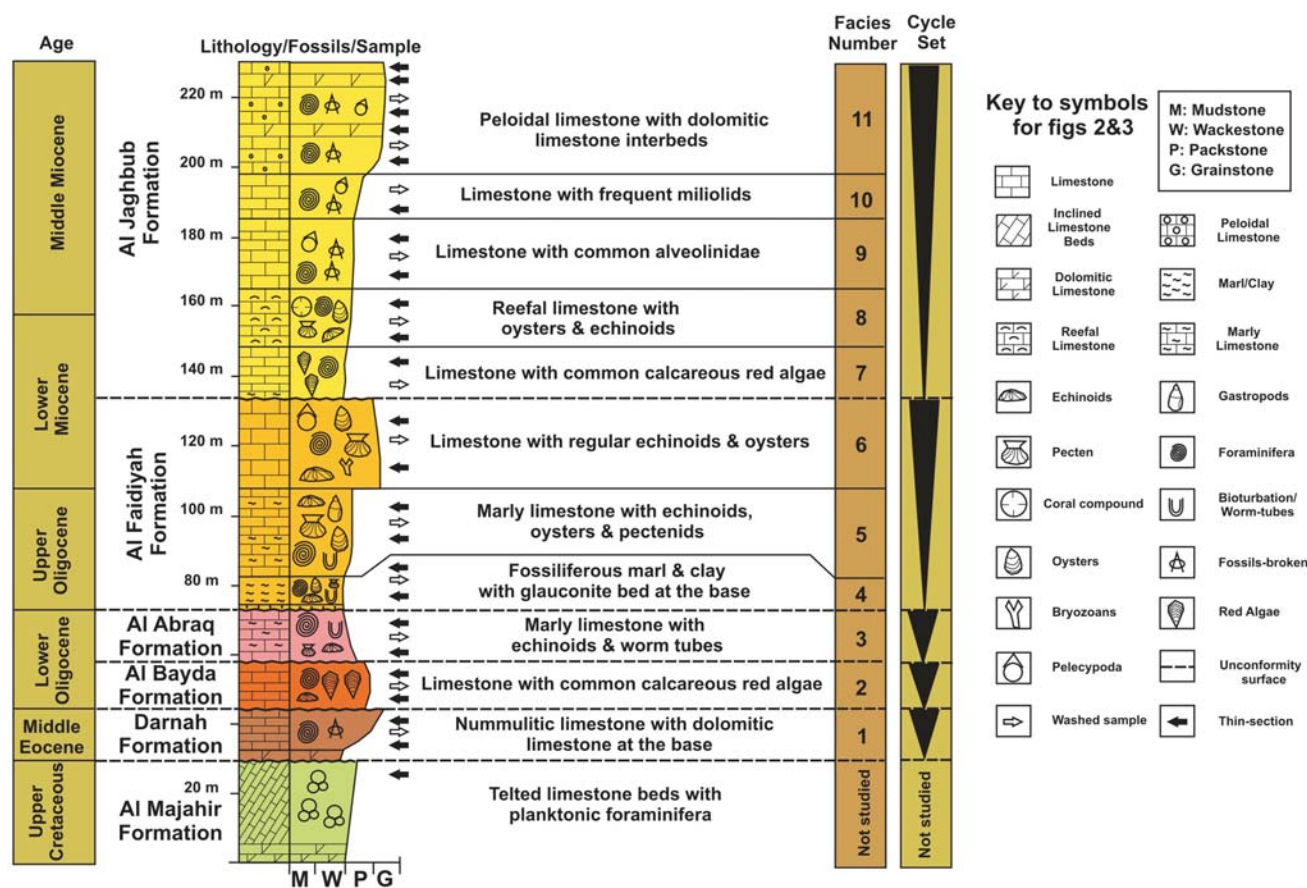 Age
Lithology/Fossils/Sample
Facies
Number
Cycle
Set
Middle Miocene
Lower
Miocene
Upper
Oligocene
Lower
Oligocene
Middle
Eocene
Upper
Cretaceous
Al Jaghbub
Formation
Al Faidiyah
Formation
Al Abraq
Formation
Al Bayda
Formation
Darnah
Formation
Al Majahir
Formation
220 m
200 m
180 m
160 m
140 m
120 m
100 m
80 m
20 m
M W P G
Peloidal limestone with dolomitic
limestone interbeds
Limestone with frequent miliolids
Limestone with common alveolinidae
Reefal limestone with
oysters & echinoids
Limestone with common calcareous red algae
Limestone with regular echinoids & oysters
Marly limestone with echinoids,
oysters & pectenids
Fossiliferous marl & clay
with glauconite bed at the base
Marly limestone with
echinoids & worm tubes
Limestone with common calcareous red algae
Nummulitic limestone with dolomitic
limestone at the base
Telted limestone beds with
planktonic foraminifera
11
10
9
8
7
6
5
4
3
2
1
Not studied
Not studied
Key to symbols
for figs 2&3
M: Mudstone
W: Wackestone
P: Packstone
G: Grainstone
Limestone
Inclined
Limestone
Beds
Peloidal
Limestone
Dolomitic
Limestone
Marl/Clay
Reefal
Limestone
Marly
Limestone
Echinoids
Gastropods
Pecten
Foraminifera
Coral compound
Bioturbation/
Worm-tubes
Oysters
Fossils-broken
Bryozoans
Red Algae
Pelecypoda
Unconformity
surface
Washed sample
Thin-section